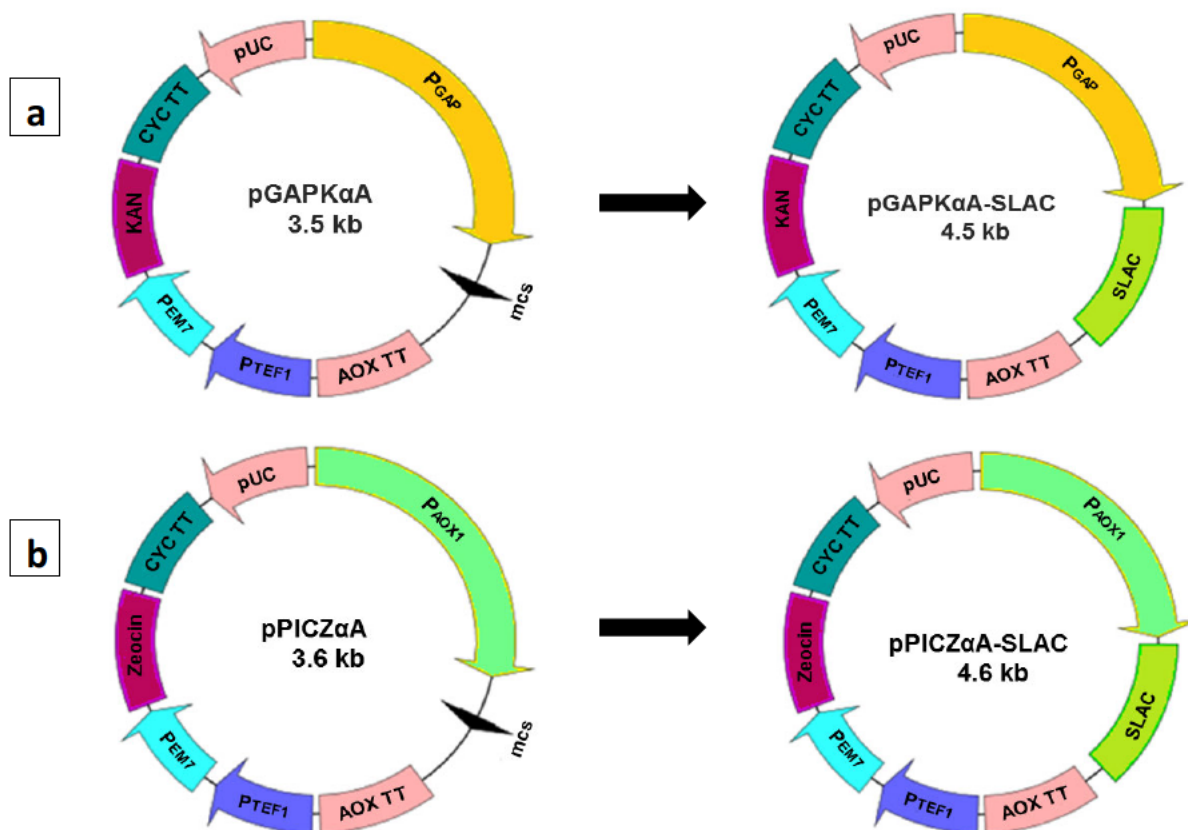 a
pUC
PGAP
CYC TT
KAN
PEM7
PTEF1
AOX TT
mcs
pGAPKαA
3.5 kb
pUC
PGAP
CYC TT
KAN
PEM7
PTEF1
AOX TT
SLAC
pGAPKαA-SLAC
4.5 kb
b
pUC
PAOX1
CYC TT
Zeocin
PEM7
PTEF1
AOX TT
mcs
pPICZαA
3.6 kb
pUC
PAOX1
CYC TT
Zeocin
PEM7
PTEF1
AOX TT
SLAC
pPICZαA-SLAC
4.6 kb